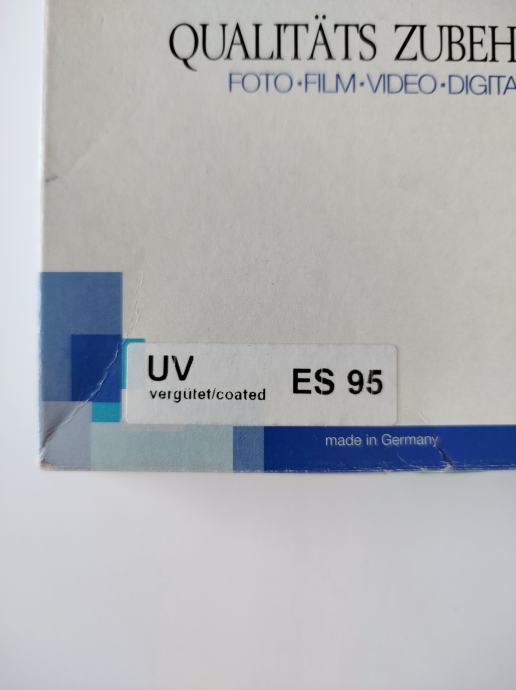 QUALITÄTS ZUBEH
FOTO•FILM•VIDEO•DIGITA
UV
vergütet/coated
ES 95
made in Germany